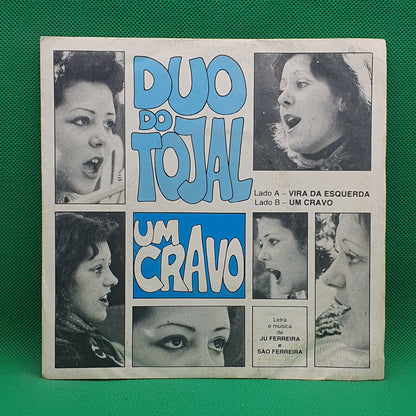 DUO
DO
TOJAL
Lado A – VIRA DA ESQUERDA
Lado B – UM CRAVO
UM
CRAVO
Letra
e música
de
JÚ FERREIRA
e
SÃO FERREIRA